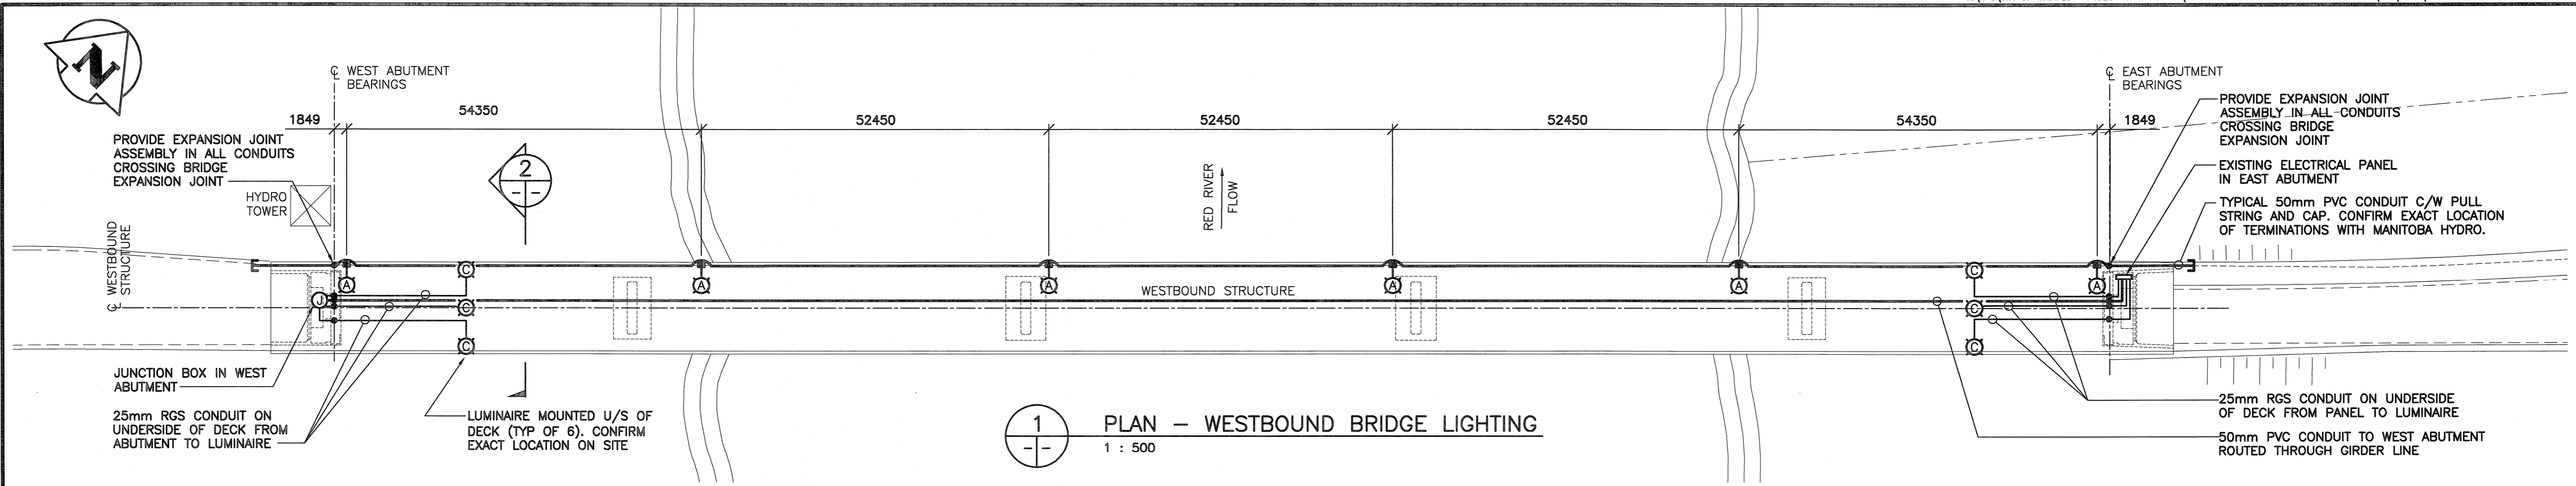 N
℄ WEST ABUTMENT
BEARINGS
℄ EAST ABUTMENT
BEARINGS
1849
54350
52450
52450
52450
54350
1849
PROVIDE EXPANSION JOINT
ASSEMBLY IN ALL CONDUITS
CROSSING BRIDGE
EXPANSION JOINT
HYDRO
TOWER
2
--
RED RIVER
FLOW
PROVIDE EXPANSION JOINT
ASSEMBLY IN ALL CONDUITS
CROSSING BRIDGE
EXPANSION JOINT
EXISTING ELECTRICAL PANEL
IN EAST ABUTMENT
TYPICAL 50mm PVC CONDUIT C/W PULL
STRING AND CAP. CONFIRM EXACT LOCATION
OF TERMINATIONS WITH MANITOBA HYDRO.
℄ WESTBOUND
STRUCTURE
A
C
A
A
A
A
C
A
J
C
C
WESTBOUND STRUCTURE
C
C
JUNCTION BOX IN WEST
ABUTMENT
25mm RGS CONDUIT ON
UNDERSIDE OF DECK FROM
ABUTMENT TO LUMINAIRE
LUMINAIRE MOUNTED U/S OF
DECK (TYP OF 6). CONFIRM
EXACT LOCATION ON SITE
1
--
PLAN – WESTBOUND BRIDGE LIGHTING
1 : 500
25mm RGS CONDUIT ON UNDERSIDE
OF DECK FROM PANEL TO LUMINAIRE
50mm PVC CONDUIT TO WEST ABUTMENT
ROUTED THROUGH GIRDER LINE